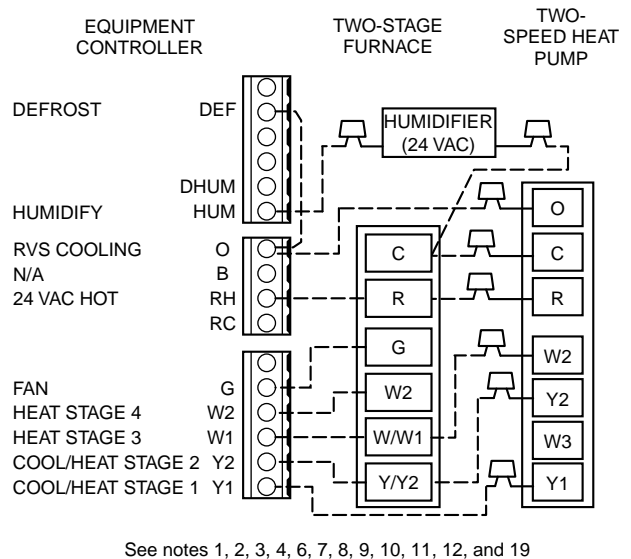 EQUIPMENT
CONTROLLER
TWO-STAGE
FURNACE
TWO-
SPEED HEAT
PUMP
DEFROST DEF
HUMIDIFIER
(24 VAC)
DHUM
HUMIDIFY HUM
RVS COOLING O
N/A B
24 VAC HOT RH
RC
FAN G
HEAT STAGE 4 W2
HEAT STAGE 3 W1
COOL/HEAT STAGE 2 Y2
COOL/HEAT STAGE 1 Y1
C
R
G
W2
W/W1
Y/Y2
O
C
R
W2
Y2
W3
Y1
See notes 1, 2, 3, 4, 6, 7, 8, 9, 10, 11, 12, and 19